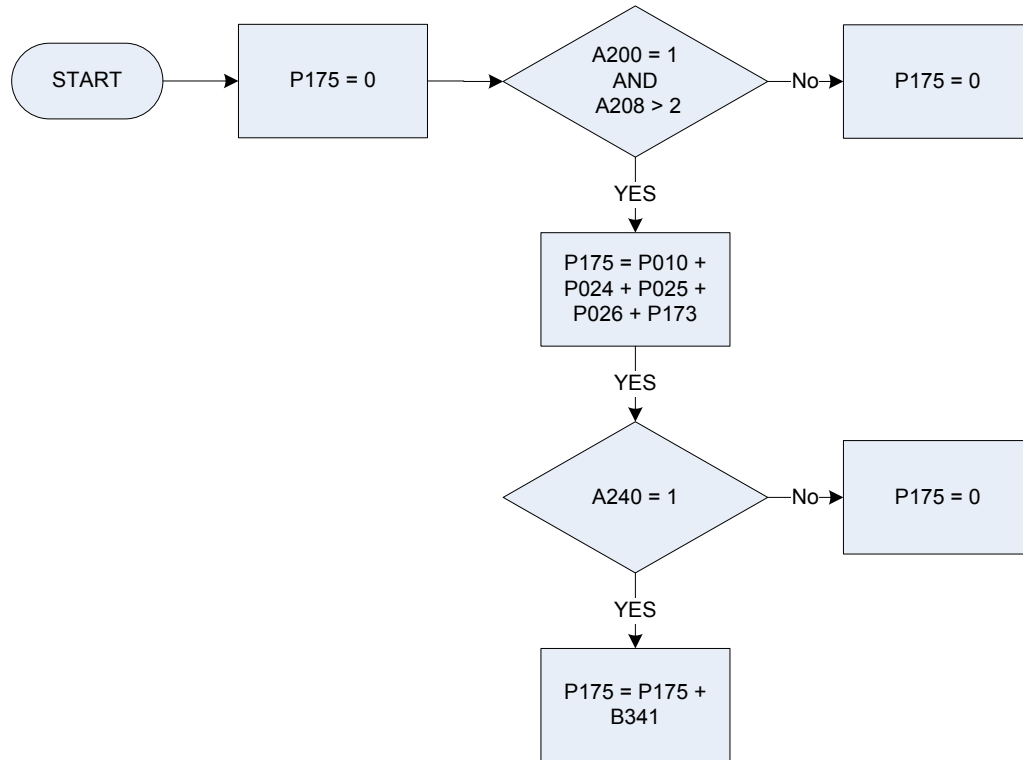 START
P175 = 0
A200 = 1
AND
A208 > 2
No
P175 = 0
YES
P175 = P010 +
P024 + P025 +
P026 + P173
YES
A240 = 1
No
P175 = 0
YES
P175 = P175 +
B341